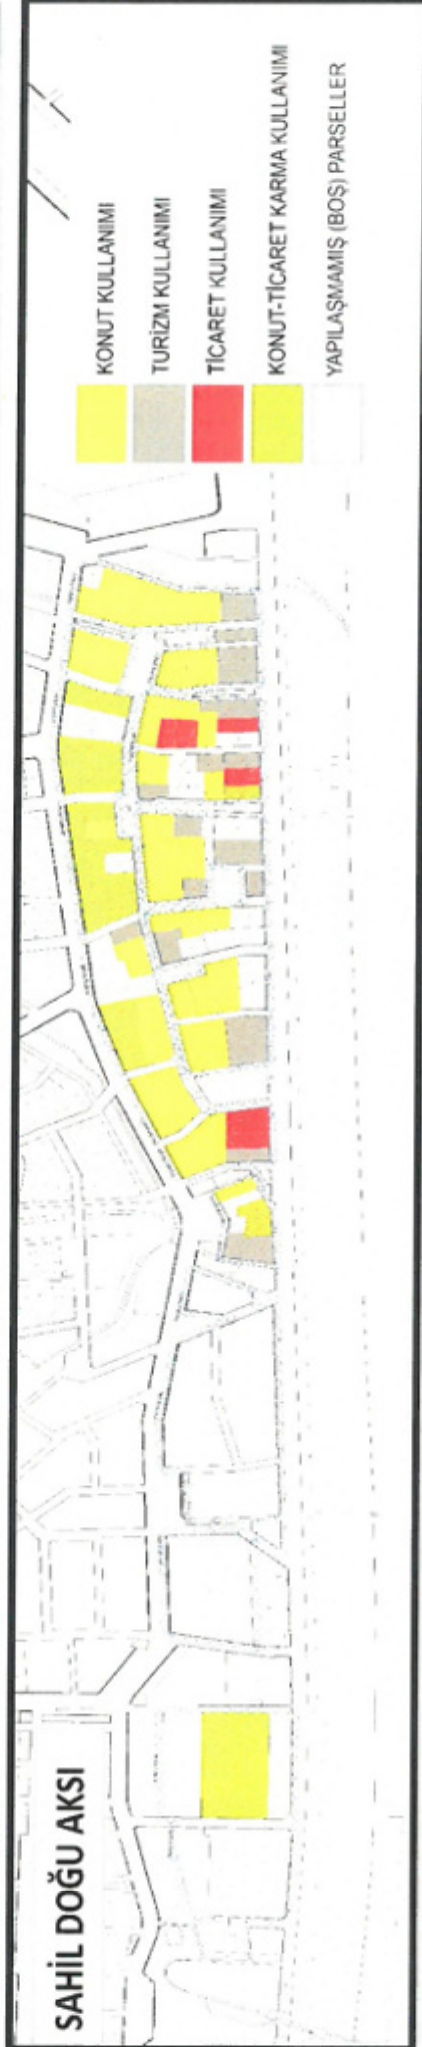 SAHİL DOĞU AKSI
KONUT KULLANIMI
TURİZM KULLANIMI
TİCARET KULLANIMI
KONUT-TİCARET KARMA KULLANIMI
YAPILAŞMAMIŞ (BOŞ) PARSELLER